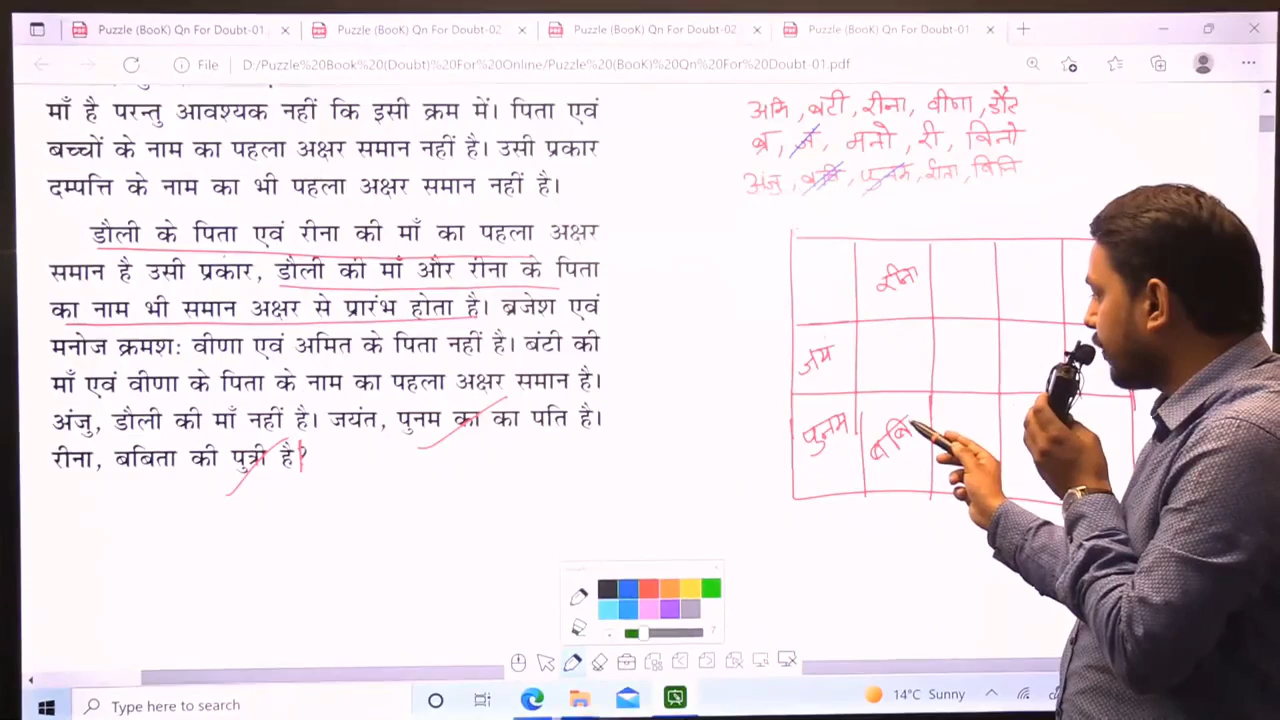 Puzzle (BooK) Qn For Doubt-01
Puzzle (BooK) Qn For Doubt-02
Puzzle (BooK) Qn For Doubt-02
Puzzle (BooK) Qn For Doubt-01
File D:/Puzzle%20Book%20(Doubt)%20For%20Online/Puzzle%20(BooK)%20Qn%20For%20Doubt-01.pdf
माँ है परन्तु आवश्यक नहीं कि इसी क्रम में। पिता एवं
बच्चों के नाम का पहला अक्षर समान नहीं है। उसी प्रकार
दम्पत्ति के नाम का भी पहला अक्षर समान नहीं है।
डौली के पिता एवं रीना की माँ का पहला अक्षर
समान है उसी प्रकार, डौली की माँ और रीना के पिता
का नाम भी समान अक्षर से प्रारंभ होता है। ब्रजेश एवं
मनोज क्रमश: वीणा एवं अमित के पिता नहीं है। बंटी की
माँ एवं वीणा के पिता के नाम का पहला अक्षर समान है।
अंजु, डौली की माँ नहीं है। जयंत, पुनम का का पति है।
रीना, बबिता की पुत्री है?
अमि, बटी, रीना, वीणा, डौ
ब्र, ज, मनो, री, विनो
अंजु, पुनम, रीता, विनि
रीना
जय
पुनम बबि
7
Type here to search
14°C Sunny